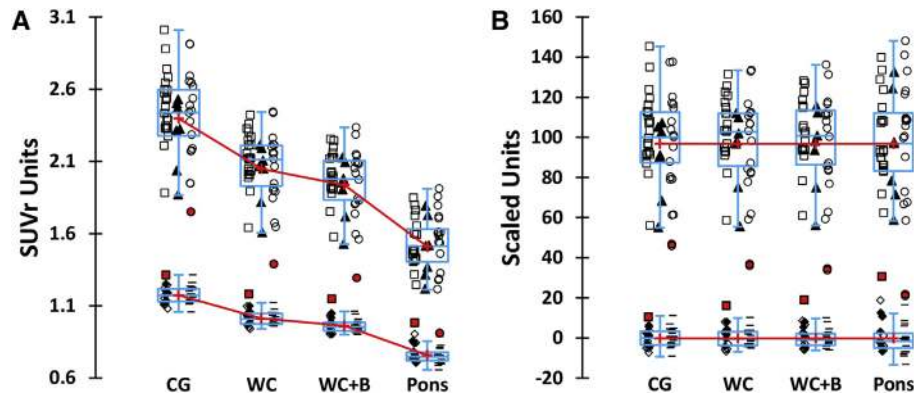 A
B
SUVr Units
3.1
2.6
2.1
1.6
1.1
0.6
CG WC WC+B Pons
Scaled Units
160
140
120
100
80
60
40
20
0
-20
CG WC WC+B Pons